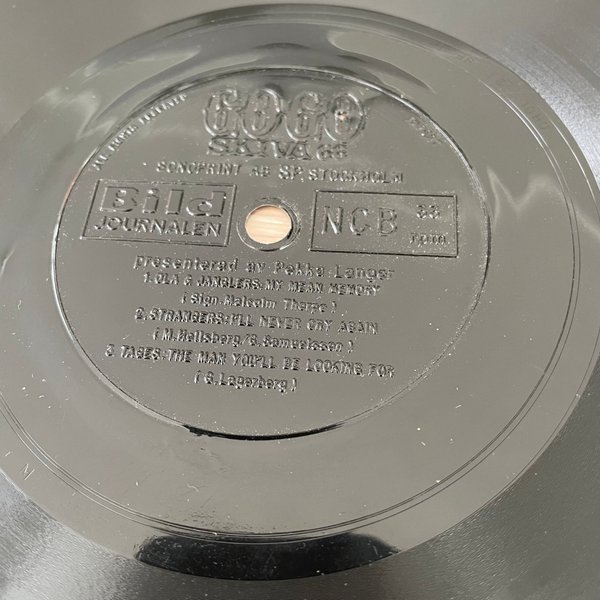 GOGO
SKIVA 66
SONOPRINT AB SP STOCKHOLM
Bild
JOURNALEN
NCB 33
rpm
presenterad av Pekka Langer
1. OLA & JANGLERS: MY MEAN MEMORY
( Sign. Malcolm Thorpe )
2. STRANGERS: I'LL NEVER CRY AGAIN
( M. Hellsberg/B. Samuelsson )
3. TAGES: THE MAN YOU'LL BE LOOKING FOR
( G. Lagerberg )